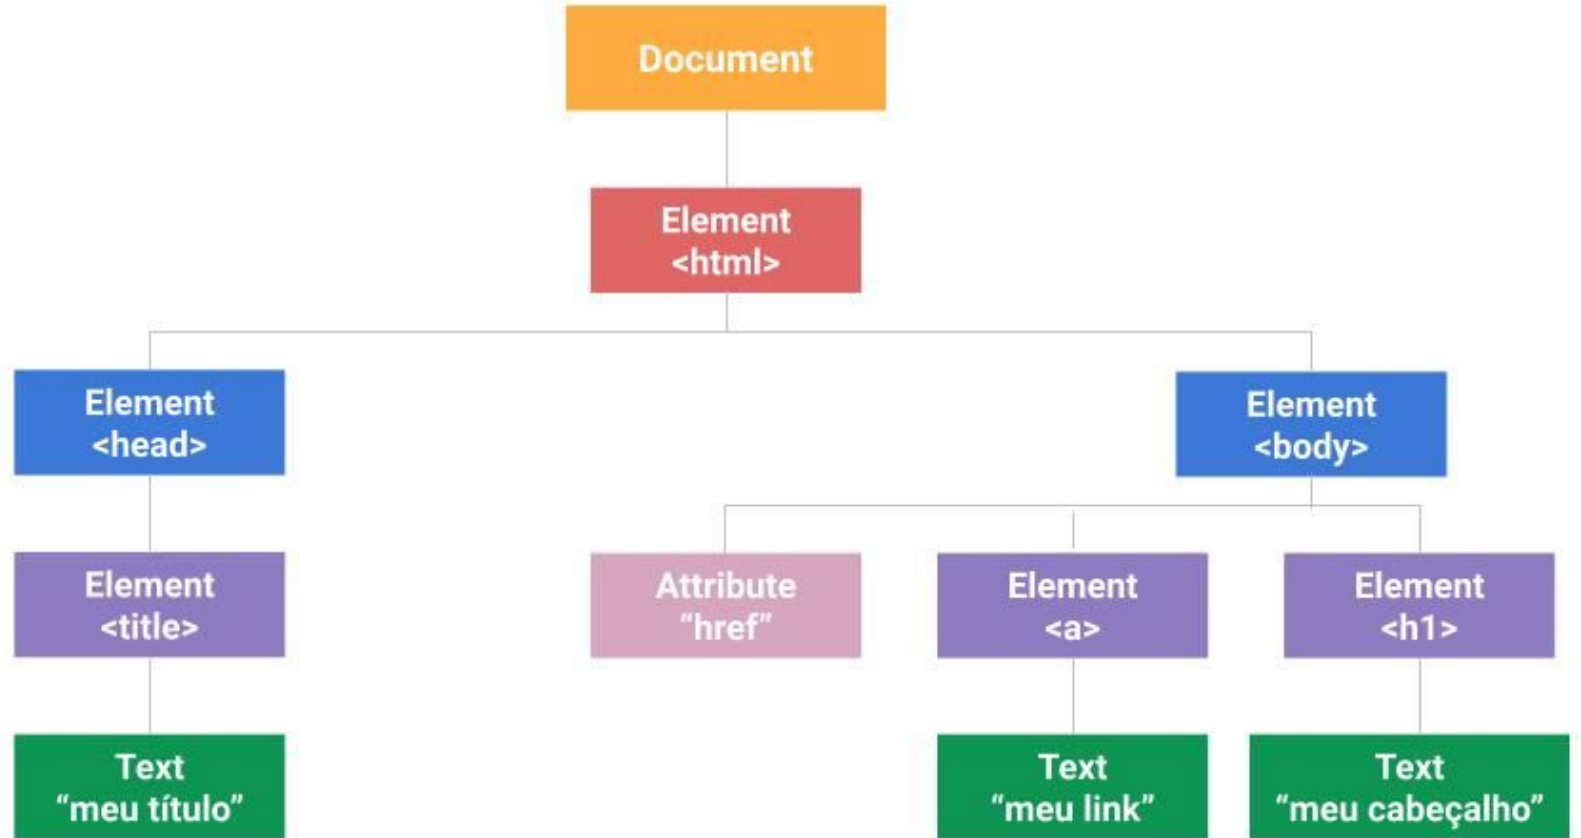 Document
Element
<html>
Element
<head>
Element
<body>
Element
<title>
Attribute
“href”
Element
<a>
Element
<h1>
Text
“meu título”
Text
“meu link”
Text
“meu cabeçalho”